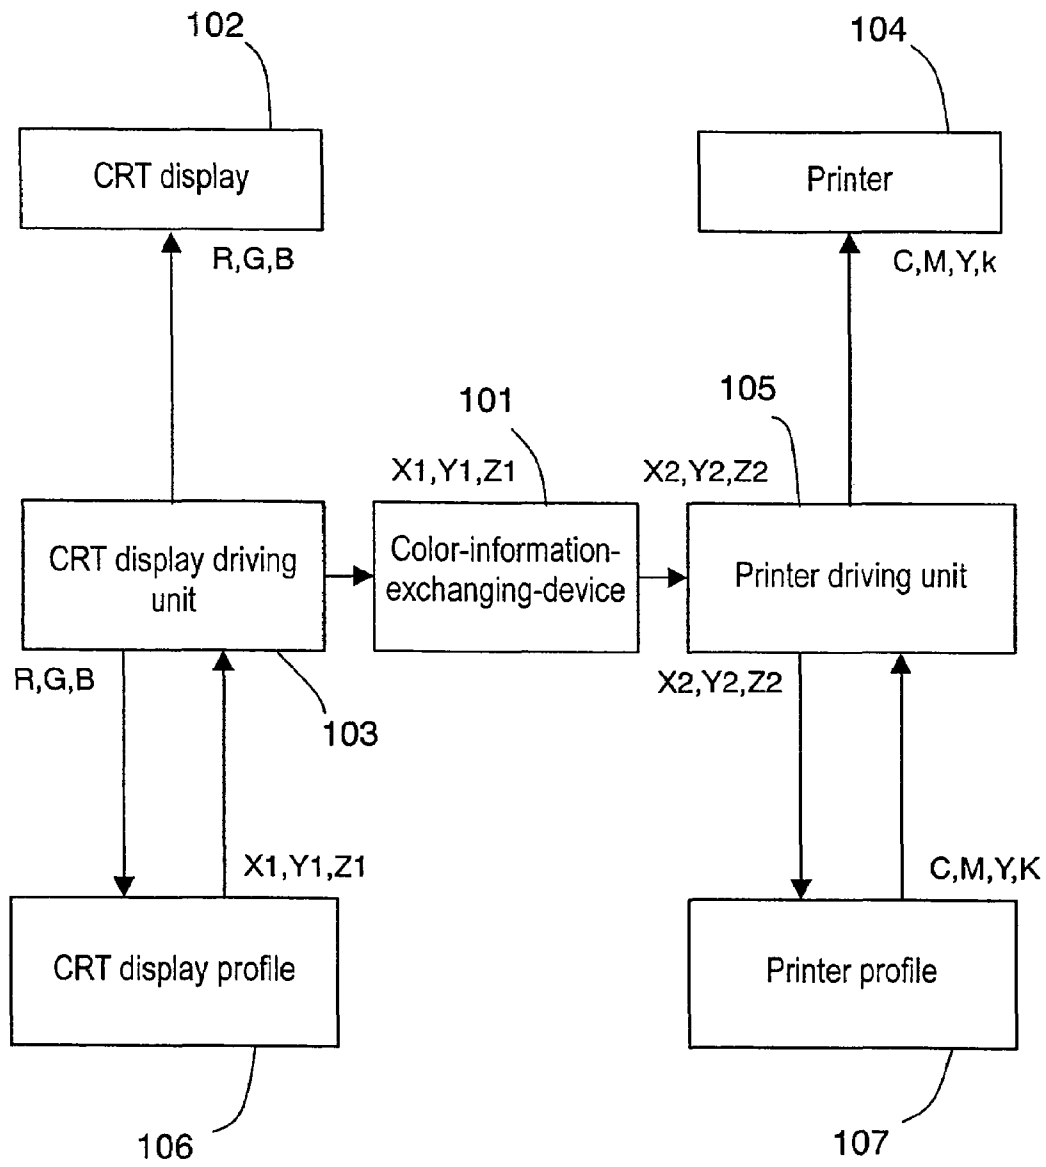 102
104
CRT display
Printer
R,G,B
C,M,Y,k
101
105
X1,Y1,Z1
X2,Y2,Z2
CRT display driving
unit
Color-information-
exchanging-device
Printer driving unit
R,G,B
X2,Y2,Z2
103
X1,Y1,Z1
C,M,Y,K
CRT display profile
Printer profile
106
107